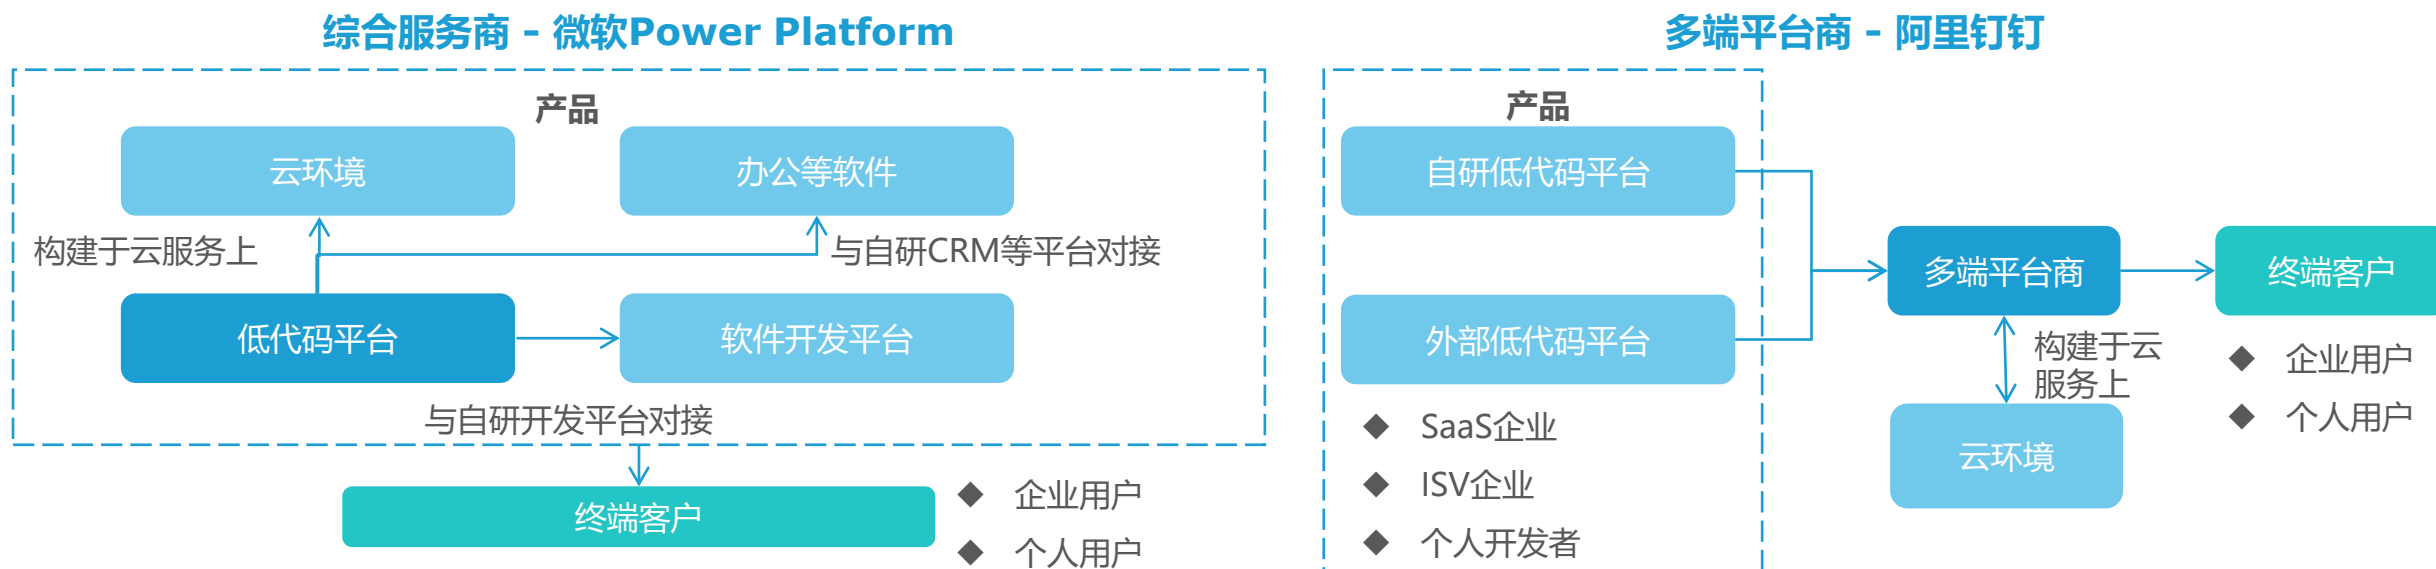 综合服务商 – 微软Power Platform
产品
云环境
办公等软件
构建于云服务上
与自研CRM等平台对接
低代码平台
软件开发平台
与自研开发平台对接
终端客户
◆ 企业用户
◆ 个人用户
多端平台商 – 阿里钉钉
产品
自研低代码平台
外部低代码平台
◆ SaaS企业
◆ ISV企业
◆ 个人开发者
多端平台商
构建于云
服务上
云环境
终端客户
◆ 企业用户
◆ 个人用户